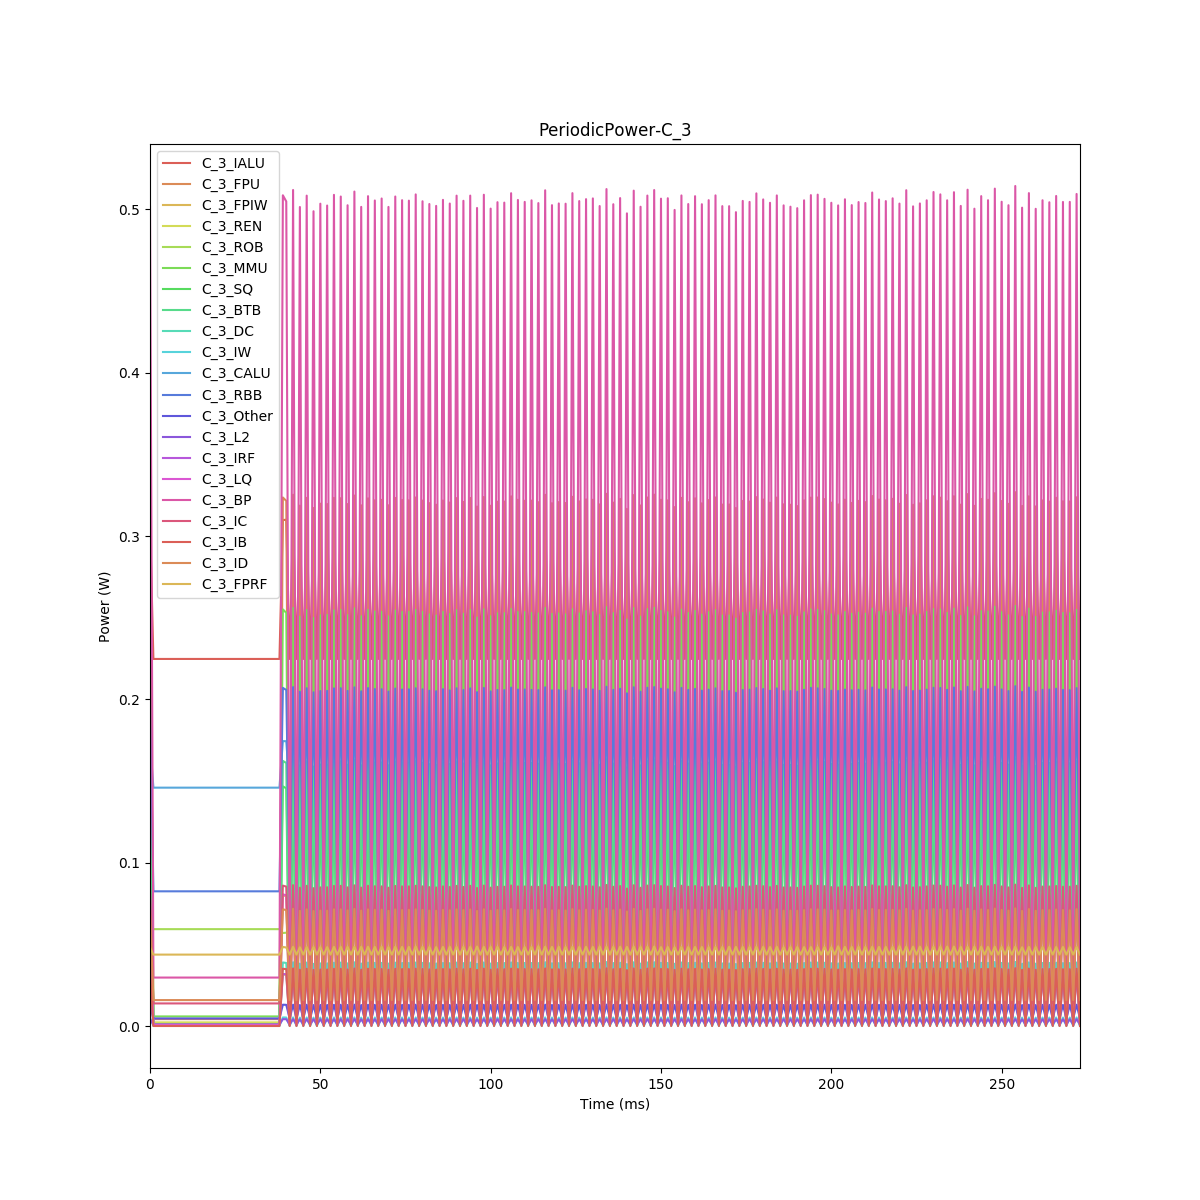 PeriodicPower-C_3
C_3_IALU
C_3_FPU
C_3_FPIW
C_3_REN
C_3_ROB
C_3_MMU
C_3_SQ
C_3_BTB
C_3_DC
C_3_IW
C_3_CALU
C_3_RBB
C_3_Other
C_3_L2
C_3_IRF
C_3_LQ
C_3_BP
C_3_IC
C_3_IB
C_3_ID
C_3_FPRF
0.5
0.4
0.3
0.2
0.1
0.0
Power (W)
0 50 100 150 200 250
Time (ms)